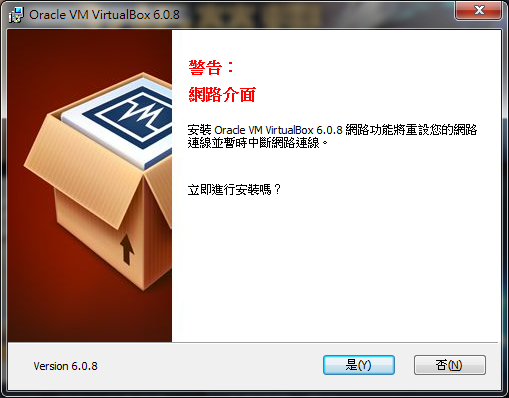 Oracle VM VirtualBox 6.0.8
警告：
網路介面
安裝 Oracle VM VirtualBox 6.0.8 網路功能將重設您的網路
連線並暫時中斷網路連線。
立即進行安裝嗎？
Version 6.0.8
是(Y)
否(N)